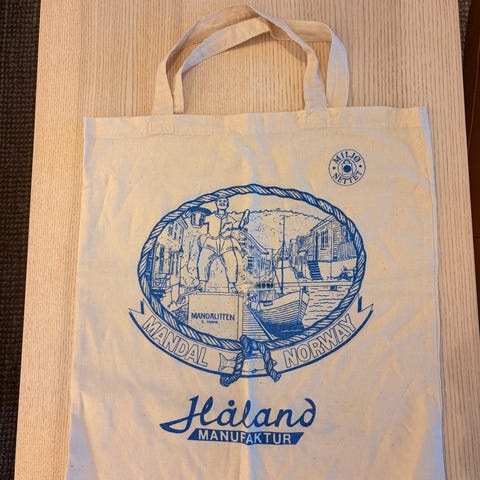 MILJØ
NETTET
MANDALITTEN
MANDAL NORWAY
Håland
MANUFAKTUR